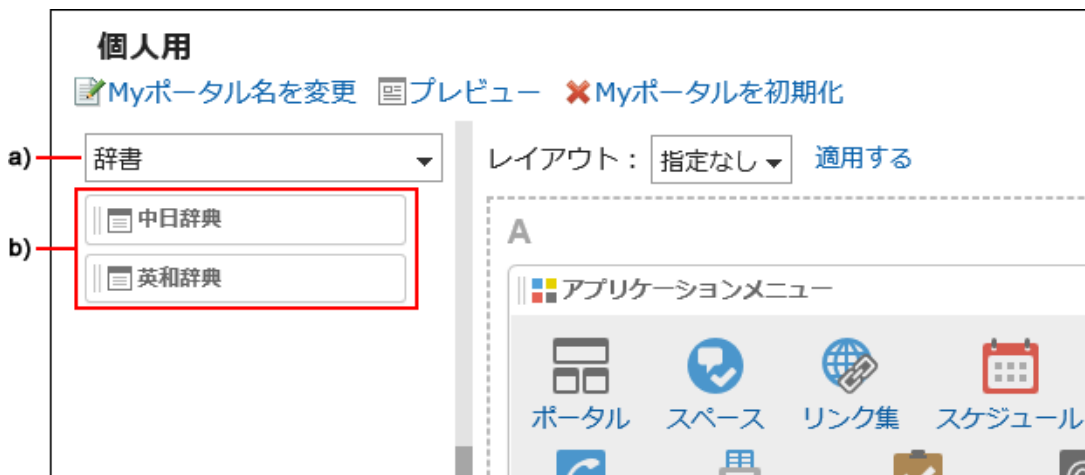 個人用
Myポータル名を変更 プレビュー Myポータルを初期化
a) 辞書
レイアウト： 指定なし 適用する
b)
中日辞典
英和辞典
A
アプリケーションメニュー
ポータル スペース リンク集 スケジュール